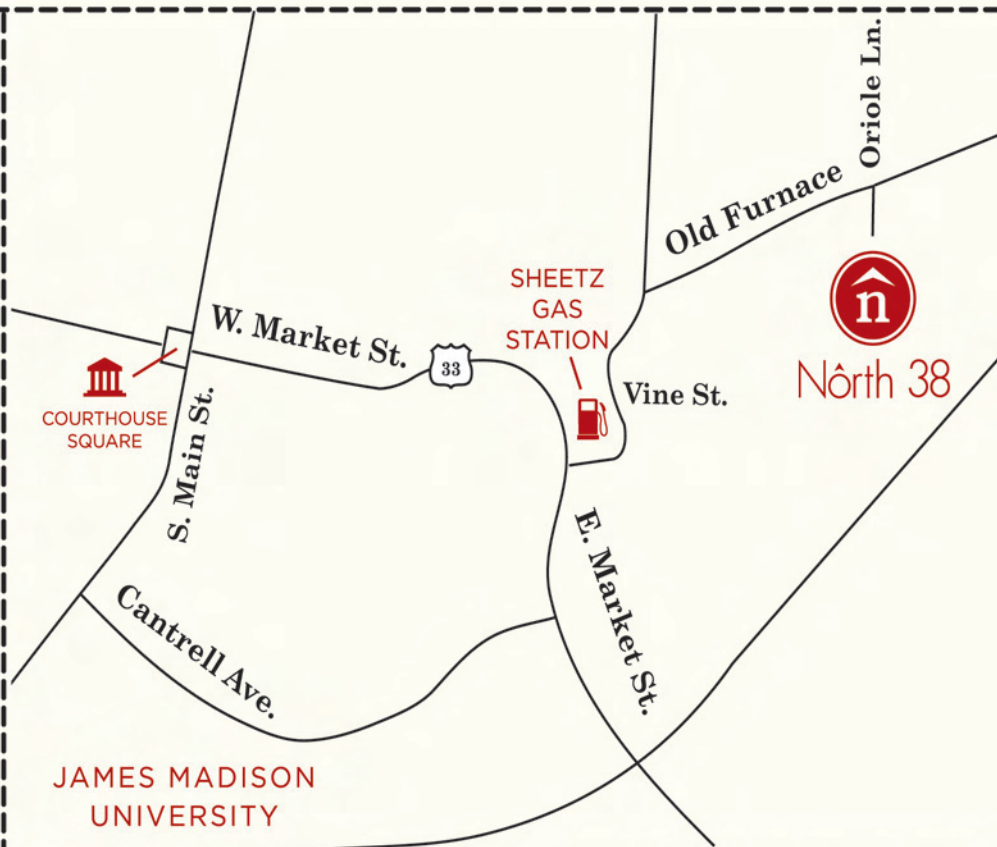 Oriole Ln.
Old Furnace
SHEETZ
GAS
STATION
n
W. Market St.
33
Nôrth 38
Vine St.
COURTHOUSE
SQUARE
S. Main St.
E. Market St.
Cantrell Ave.
JAMES MADISON
UNIVERSITY